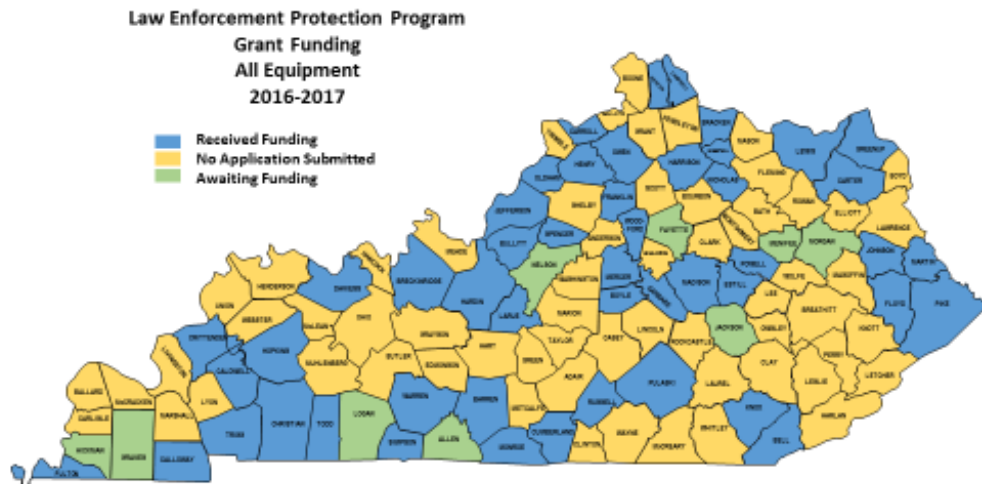 Law Enforcement Protection Program
Grant Funding
All Equipment
2016-2017
Received Funding
No Application Submitted
Awaiting Funding
BOONE
GRANT
PENDLETON
BRACKEN
MASON
LEWIS
GREENUP
CARROLL
TRIMBLE
OWEN
HENRY
HARRISON
FLEMING
CARTER
BOYD
OLDHAM
NICHOLAS
ROWAN
ELLIOTT
SHELBY
FRANKLIN
SCOTT
BOURBON
BATH
LAWRENCE
JEFFERSON
SPENCER
ANDERSON
WOOD
FORD
FAYETTE
CLARK
MONTGOMERY
MENIFEE
MORGAN
JOHNSON
MARTIN
MEADE
BULLITT
NELSON
MERCER
MADISON
ESTILL
POWELL
WOLFE
MAGOFFIN
FLOYD
PIKE
HENDERSON
DAVIESS
BRECKINRIDGE
HARDIN
LARUE
WASHINGTON
BOYLE
GARRARD
LEE
BREATHITT
UNION
WEBSTER
MCLEAN
OHIO
GRAYSON
MARION
LINCOLN
JACKSON
OWSLEY
KNOTT
CRITTENDEN
HOPKINS
MUHLENBERG
BUTLER
EDMONSON
HART
GREEN
TAYLOR
CASEY
ROCKCASTLE
CLAY
PERRY
LETCHER
LIVINGSTON
CALDWELL
ADAIR
PULASKI
LAUREL
LESLIE
BALLARD
McCRACKEN
LYON
WARREN
BARREN
METCALFE
RUSSELL
KNOX
HARLAN
CARLISLE
MARSHALL
TRIGG
CHRISTIAN
TODD
LOGAN
SIMPSON
ALLEN
MONROE
CUMBERLAND
CLINTON
WAYNE
WHITLEY
BELL
HICKMAN
GRAVES
CALLOWAY
FULTON